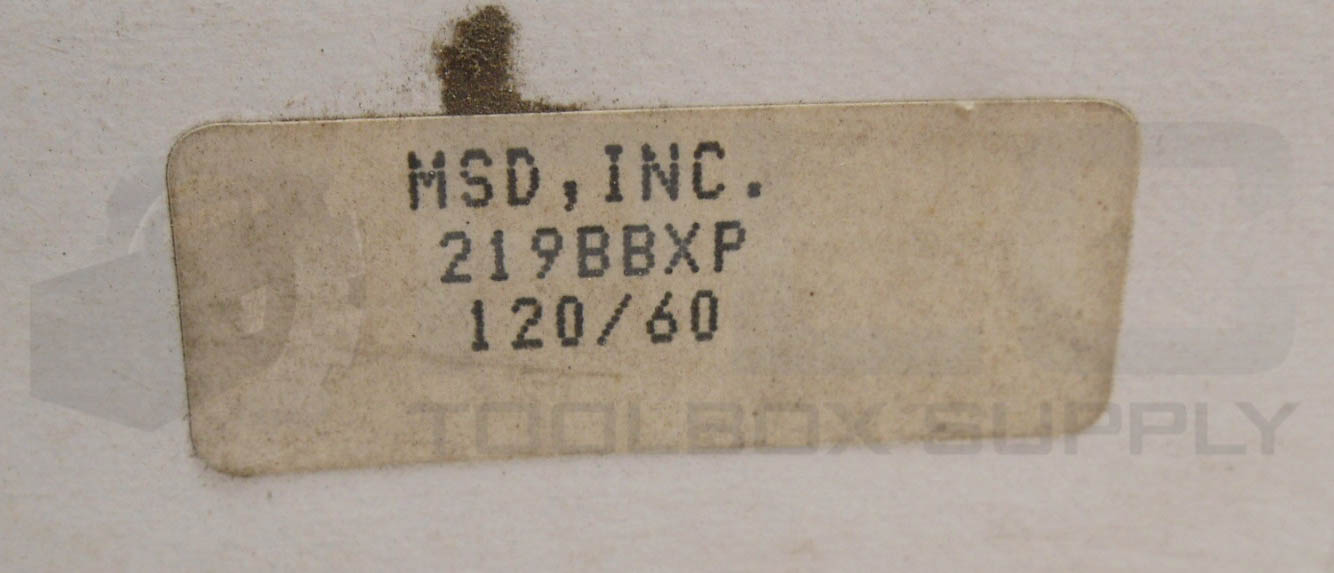 MSD,INC.
219BBXP
120/60
TOOLBOX SUPPLY